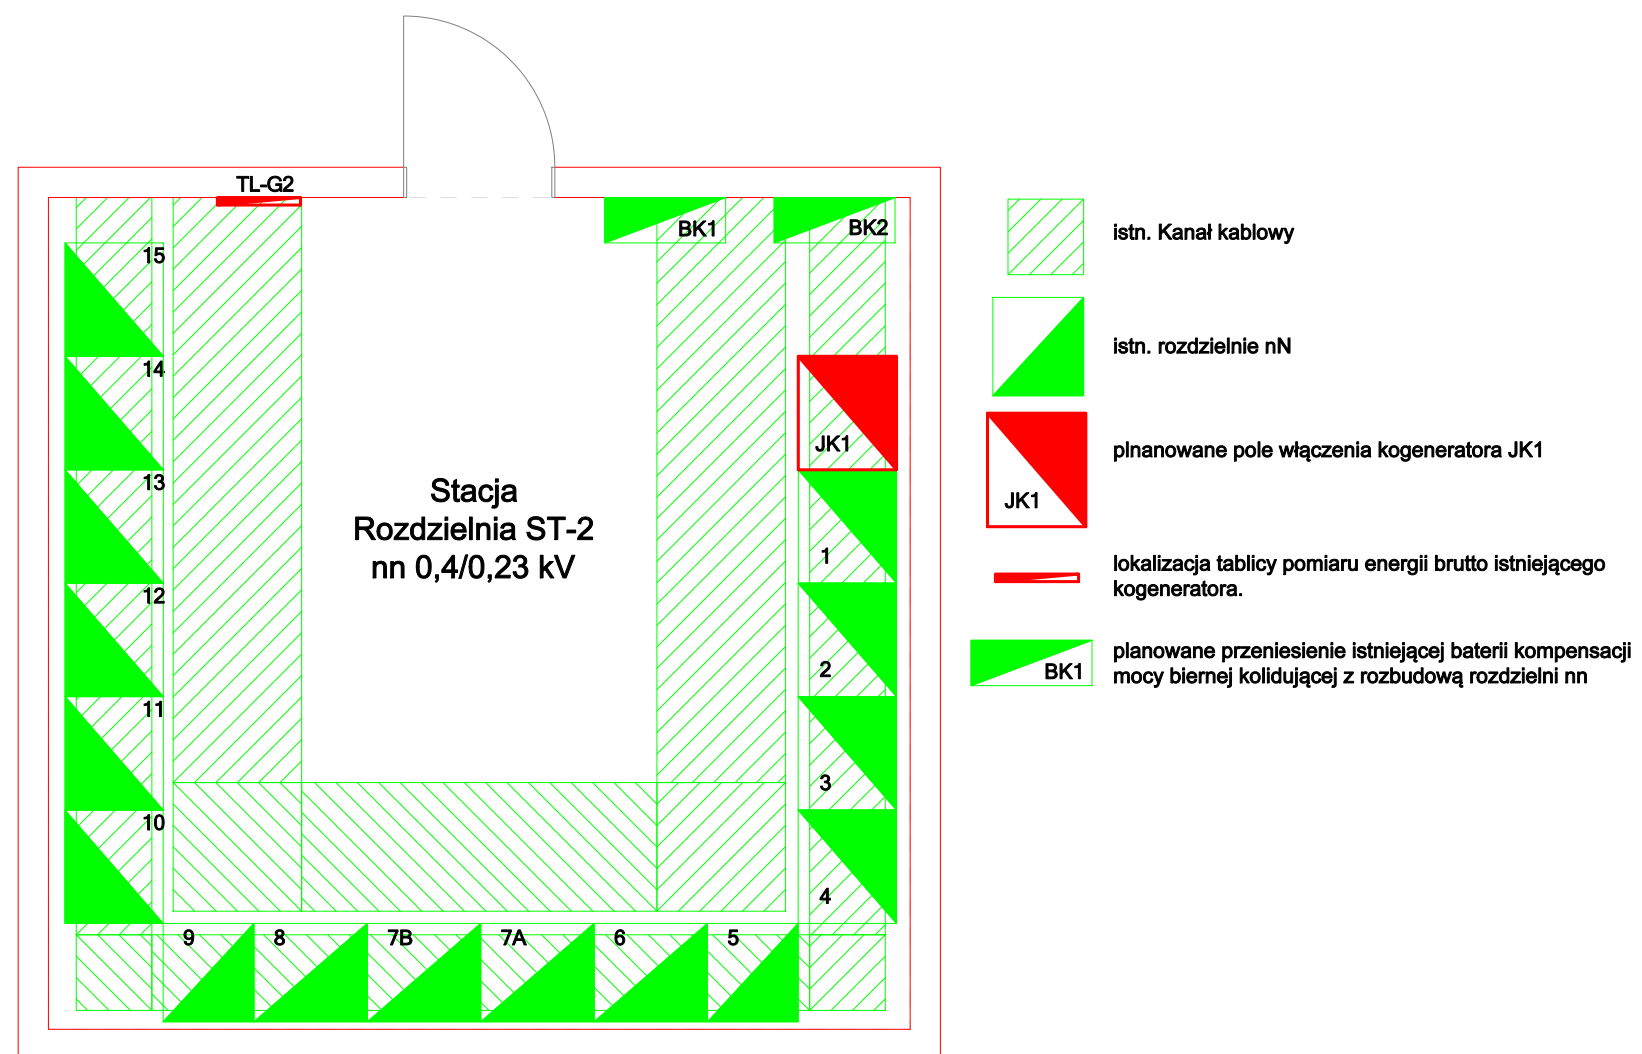 TL-G2
BK1
BK2
15
14
13
12
11
10
JK1
1
2
3
4
Stacja
Rozdzielnia ST-2
nn 0,4/0,23 kV
9
8
7B
7A
6
5
istn. Kanał kablowy
istn. rozdzielnie nN
JK1
plnanowane pole włączenia kogeneratora JK1
lokalizacja tablicy pomiaru energii brutto istniejącego
kogeneratora.
BK1
planowane przeniesienie istniejącej baterii kompensacji
mocy biernej kolidującej z rozbudową rozdzielni nn